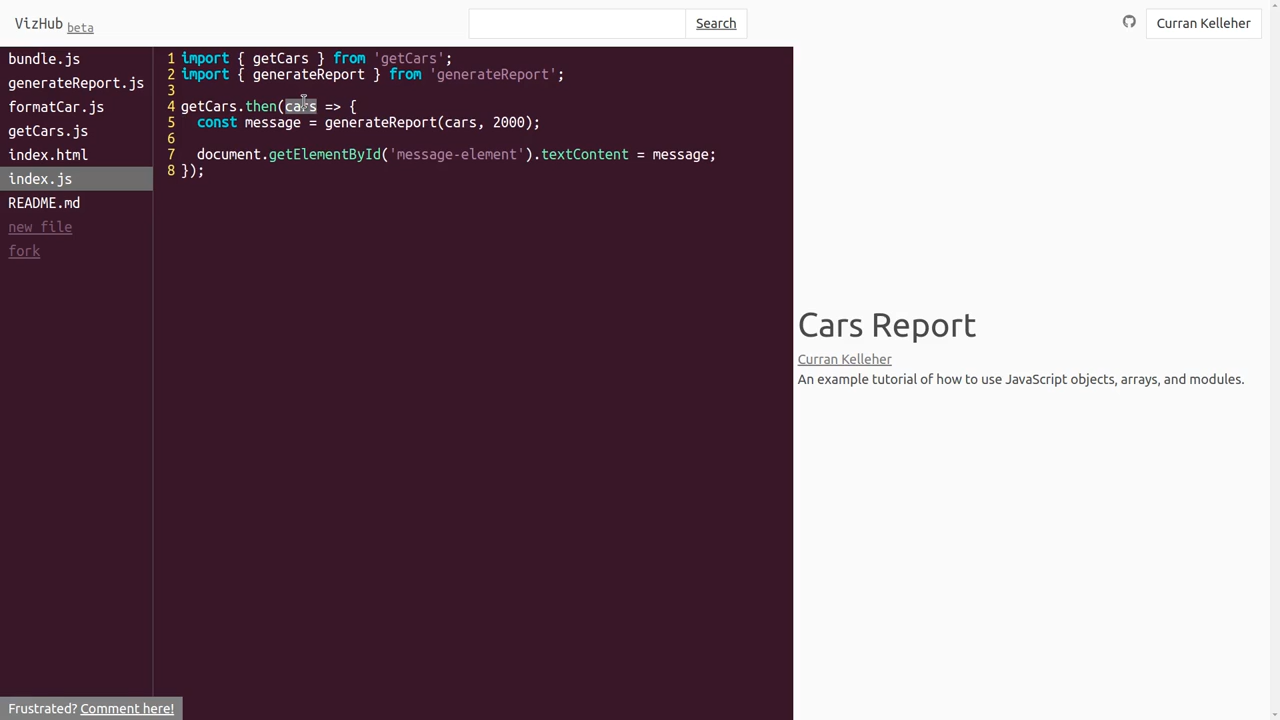 VizHub beta
Search
Curran Kelleher
bundle.js
generateReport.js
formatCar.js
getCars.js
index.html
index.js
README.md
new file
fork
1 import { getCars } from 'getCars';
2 import { generateReport } from 'generateReport';
3
4 getCars.then(cars => {
5   const message = generateReport(cars, 2000);
6
7   document.getElementById('message-element').textContent = message;
8 });
Cars Report
Curran Kelleher
An example tutorial of how to use JavaScript objects, arrays, and modules.
Frustrated? Comment here!